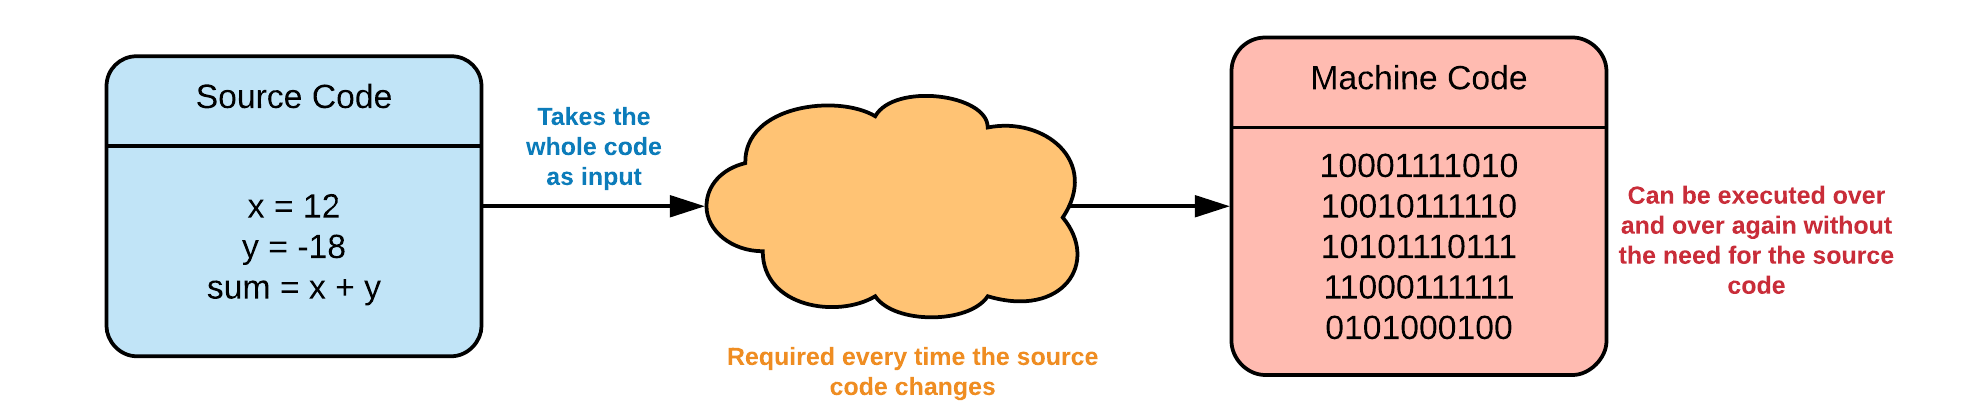 Source Code
x = 12
y = -18
sum = x + y
Takes the
whole code
as input
Required every time the source
code changes
Machine Code
10001111010
10010111110
10101110111
11000111111
0101000100
Can be executed over
and over again without
the need for the source
code